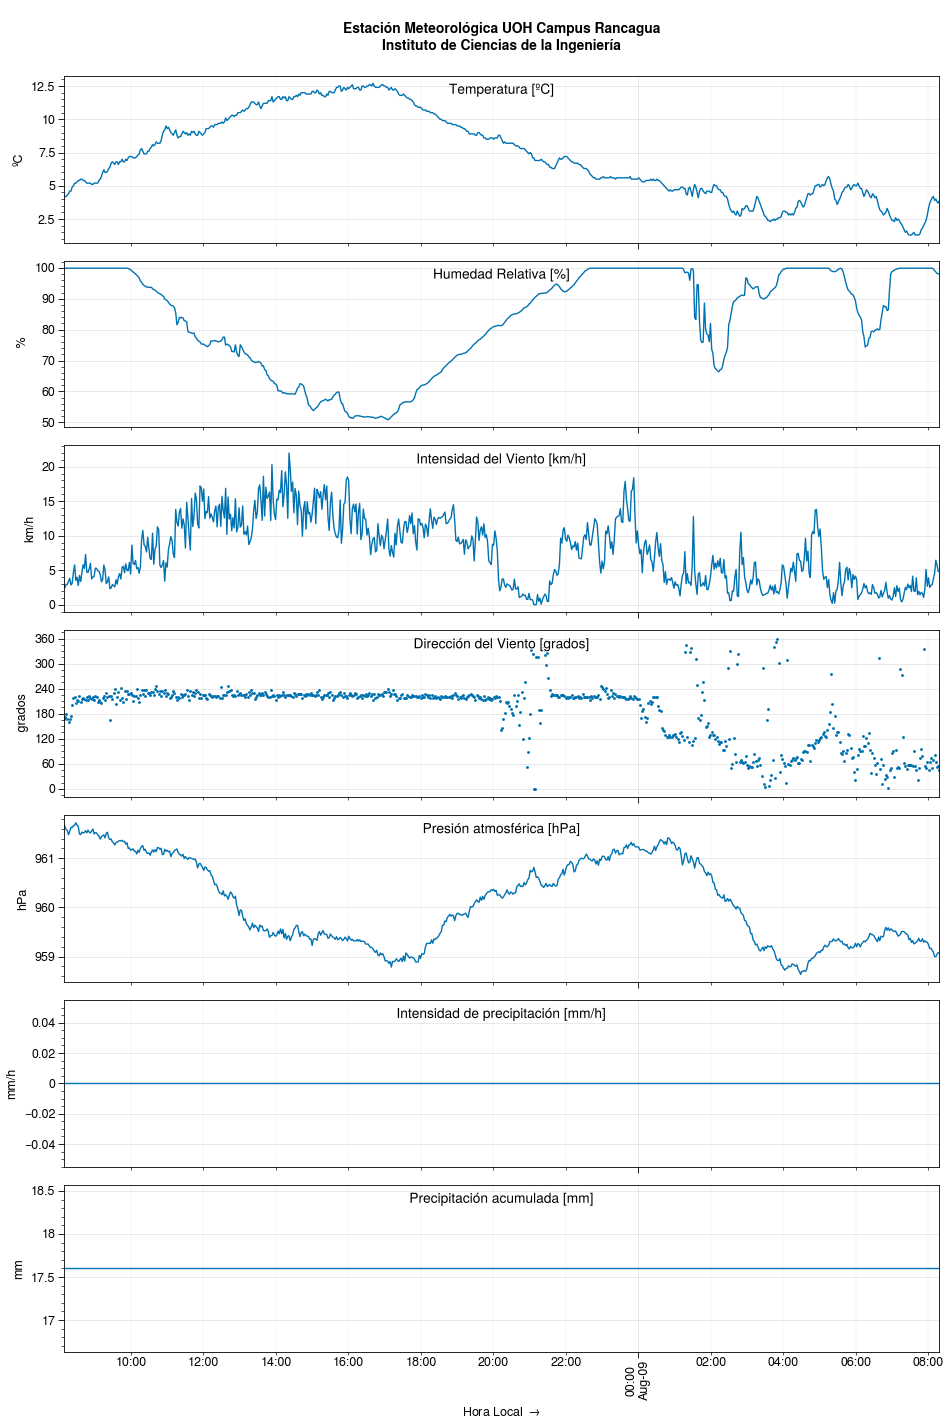 Estación Meteorológica UOH Campus Rancagua
Instituto de Ciencias de la Ingeniería
Temperatura [ºC]
ºC
12.5
10
7.5
5
2.5
Humedad Relativa [%]
%
100
90
80
70
60
50
Intensidad del Viento [km/h]
km/h
20
15
10
5
0
Dirección del Viento [grados]
grados
360
300
240
180
120
60
0
Presión atmosférica [hPa]
hPa
961
960
959
Intensidad de precipitación [mm/h]
mm/h
0.04
0.02
0
−0.02
−0.04
Precipitación acumulada [mm]
mm
18.5
18
17.5
17
10:00 12:00 14:00 16:00 18:00 20:00 22:00 00:00 02:00 04:00 06:00 08:00
Aug-09
Hora Local →